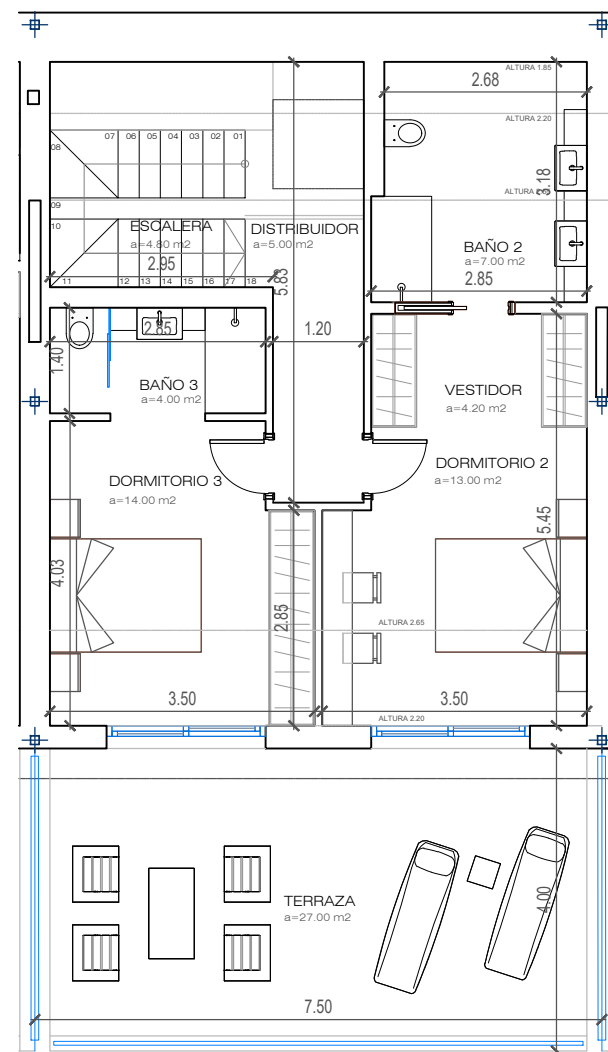 ALTURA 1.85
2.68
ALTURA 2.20
07 06 05 04 03 02 01
08
3.18
09
10
ESCALERA
a=4.80 m2
DISTRIBUIDOR
a=5.00 m2
BAÑO 2
a=7.00 m2
2.95
11 12 13 14 15 16 17 18
5.83
2.85
2.85
1.20
1.40
BAÑO 3
a=4.00 m2
VESTIDOR
a=4.20 m2
DORMITORIO 3
a=14.00 m2
DORMITORIO 2
a=13.00 m2
5.45
4.03
2.85
ALTURA 2.65
3.50
3.50
ALTURA 2.20
TERRAZA
a=27.00 m2
4.00
7.50